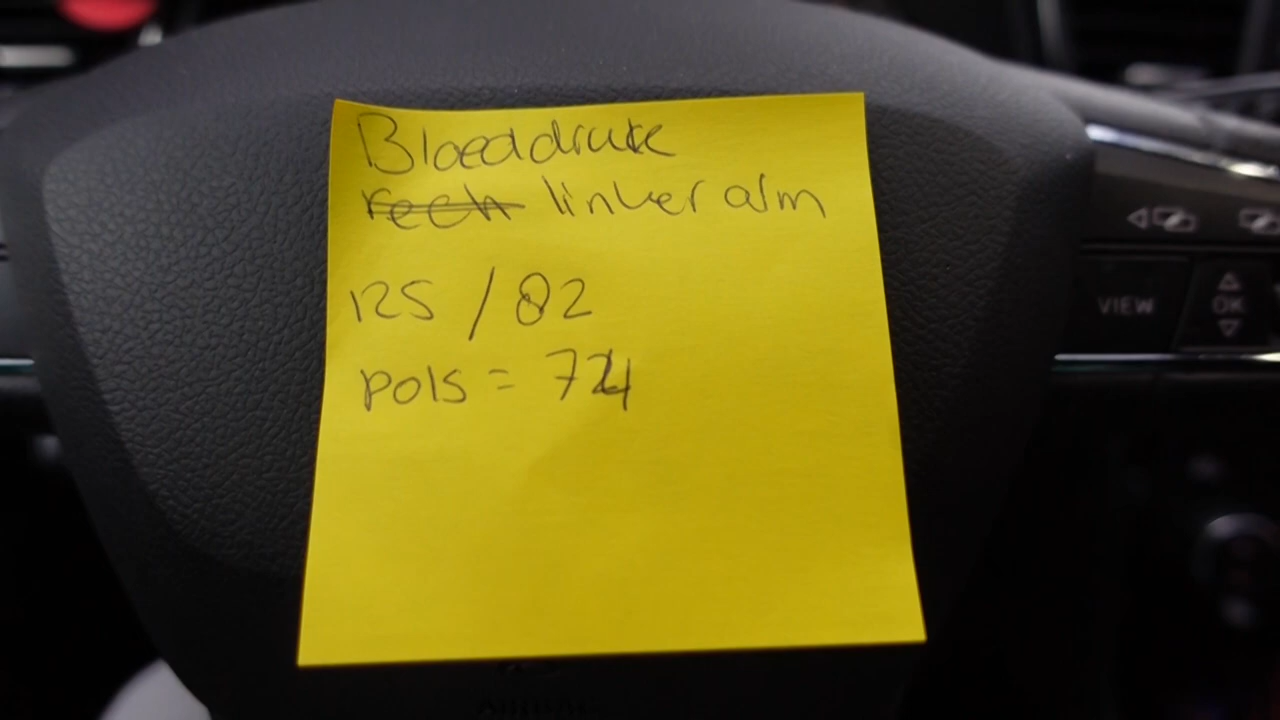 Bloeddruk
rech linker arm
125 / 82
pols = 74
VIEW
OK